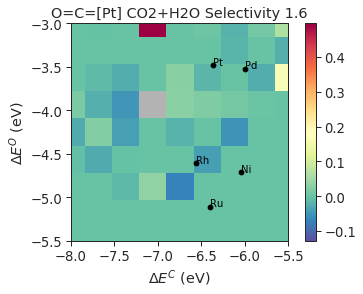 O=C=[Pt] CO2+H2O Selectivity 1.6
−3.0
−3.5
−4.0
−4.5
−5.0
−5.5
ΔE^O (eV)
Pt
Pd
Rh
Ni
Ru
0.4
0.3
0.2
0.1
0.0
−0.1
−8.0 −7.5 −7.0 −6.5 −6.0 −5.5
ΔE^C (eV)